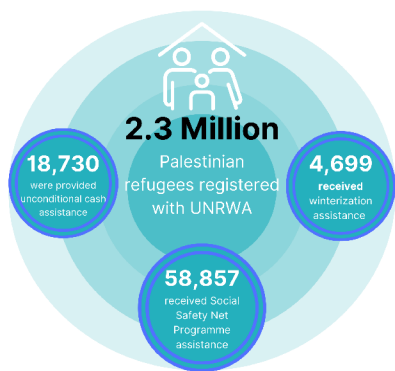 2.3 Million
Palestinian
refugees registered
with UNRWA
18,730
were provided
unconditional cash
assistance
4,699
received
winterization
assistance
58,857
received Social
Safety Net
Programme
assistance